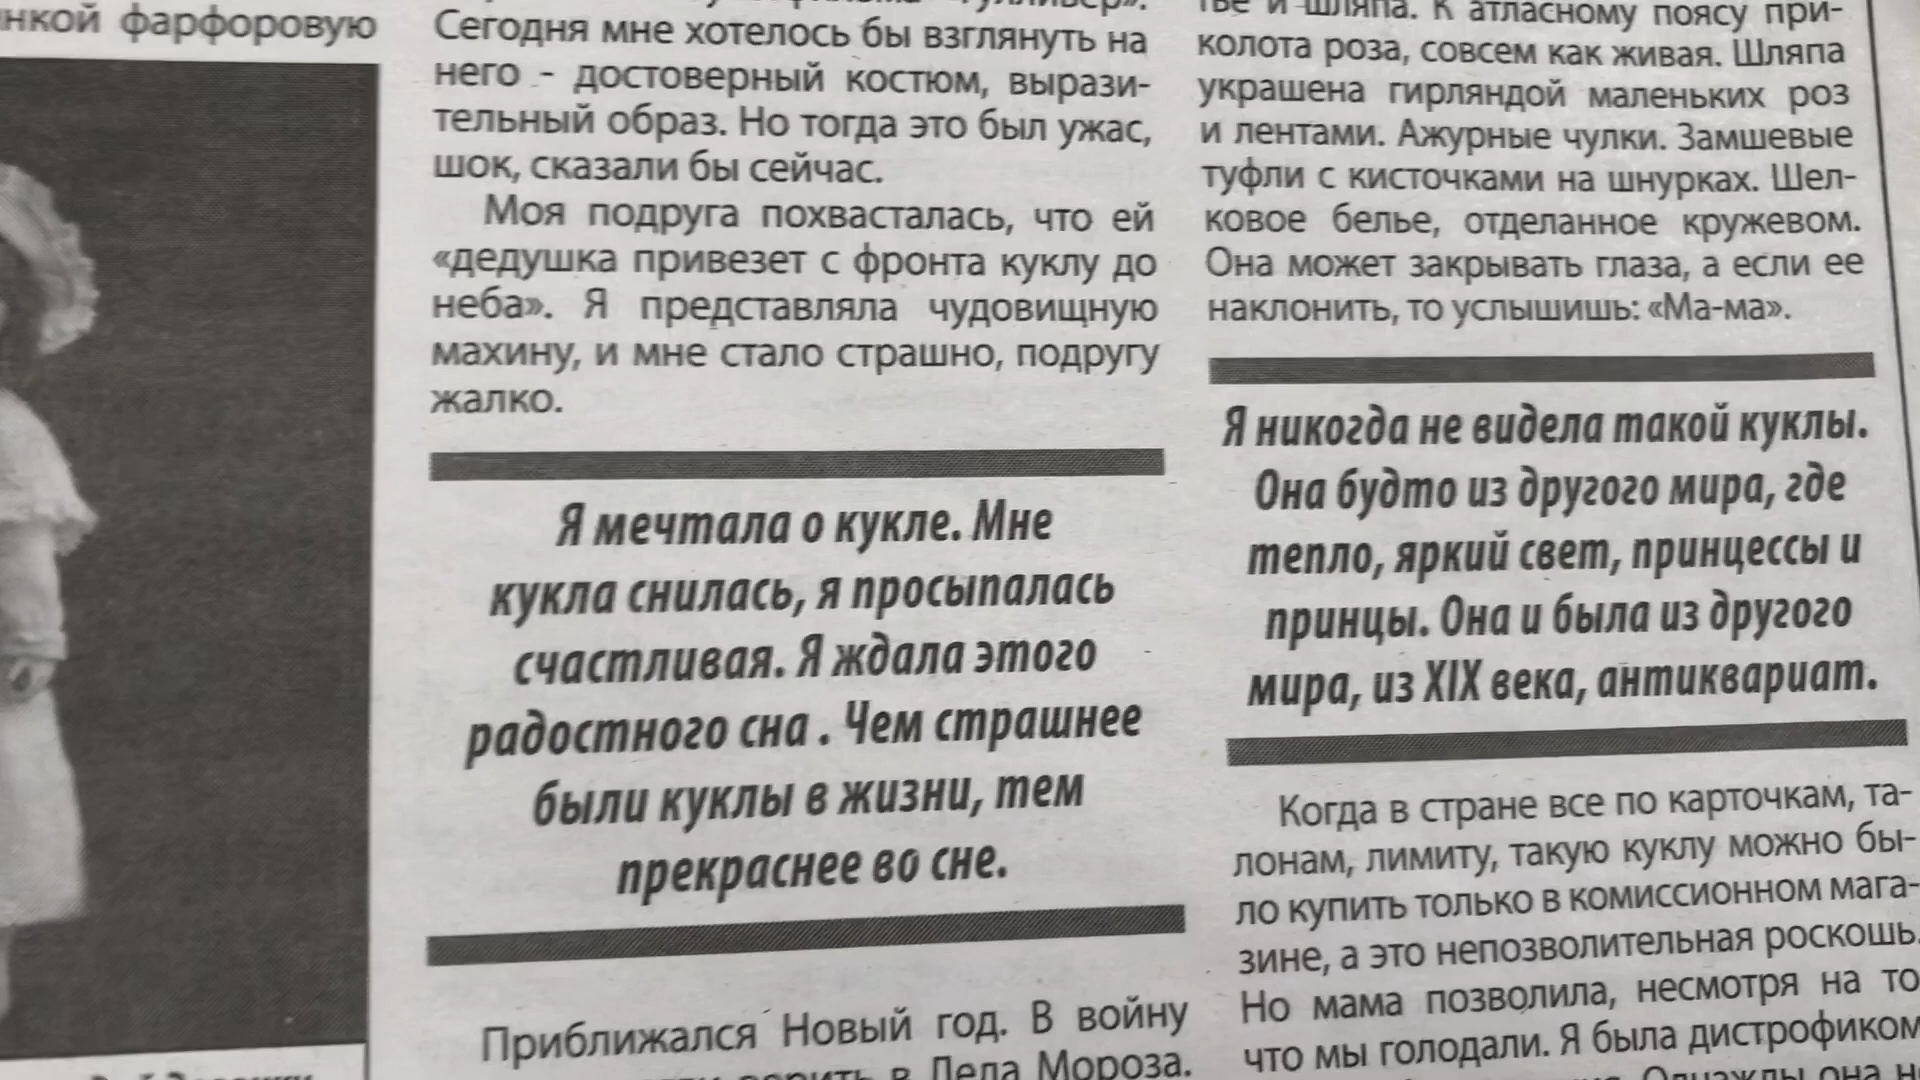 нкой фарфоровую
Гулливер».
Сегодня мне хотелось бы взглянуть на
него - достоверный костюм, вырази-
тельный образ. Но тогда это был ужас,
шок, сказали бы сейчас.
Моя подруга похвасталась, что ей
«дедушка привезет с фронта куклу до
неба». Я представляла чудовищную
махину, и мне стало страшно, подругу
жалко.
Я мечтала о кукле. Мне
кукла снилась, я просыпалась
счастливая. Я ждала этого
радостного сна . Чем страшнее
были куклы в жизни, тем
прекраснее во сне.
Приближался Новый год. В войну
верить в Деда Мороза.
тье и шляпа. К атласному поясу при-
колота роза, совсем как живая. Шляпа
украшена гирляндой маленьких роз
и лентами. Ажурные чулки. Замшевые
туфли с кисточками на шнурках. Шел-
ковое белье, отделанное кружевом.
Она может закрывать глаза, а если ее
наклонить, то услышишь: «Ма-ма».
Я никогда не видела такой куклы.
Она будто из другого мира, где
тепло, яркий свет, принцессы и
принцы. Она и была из другого
мира, из XIX века, антиквариат.
Когда в стране все по карточкам, та-
лонам, лимиту, такую куклу можно бы-
ло купить только в комиссионном мага-
зине, а это непозволительная роскошь.
Но мама позволила, несмотря на то
что мы голодали. Я была дистрофиком
Однажды она н